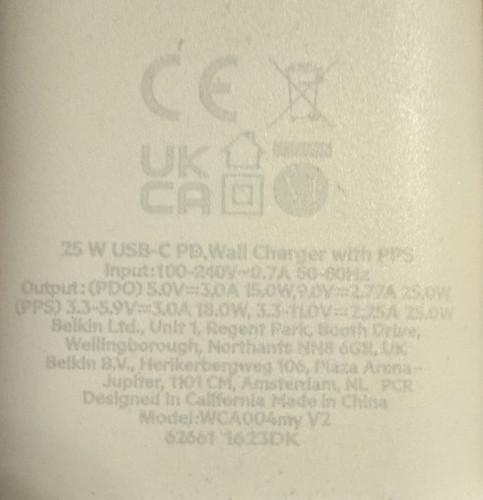 CE
UK
CA
VI
25 W USB-C PD,Wall Charger with PPS
Input:100-240V~0.7A 50-60Hz
Output:(PDO) 5.0V⎓3.0A 15.0W,9.0V⎓2.77A 25.0W
(PPS) 3.3-5.9V⎓3.0A 18.0W, 3.3-11.0V⎓2.25A 25.0W
Belkin Ltd., Unit 1, Regent Park, Booth Drive,
Wellingborough, Northants NN8 6GR, UK
Belkin B.V., Herikerbergweg 106, Plaza Arena-
Jupiter, 1101 CM, Amsterdam, NL PCR
Designed in California Made in China
Model:WCA004my V2
62661 1623DK